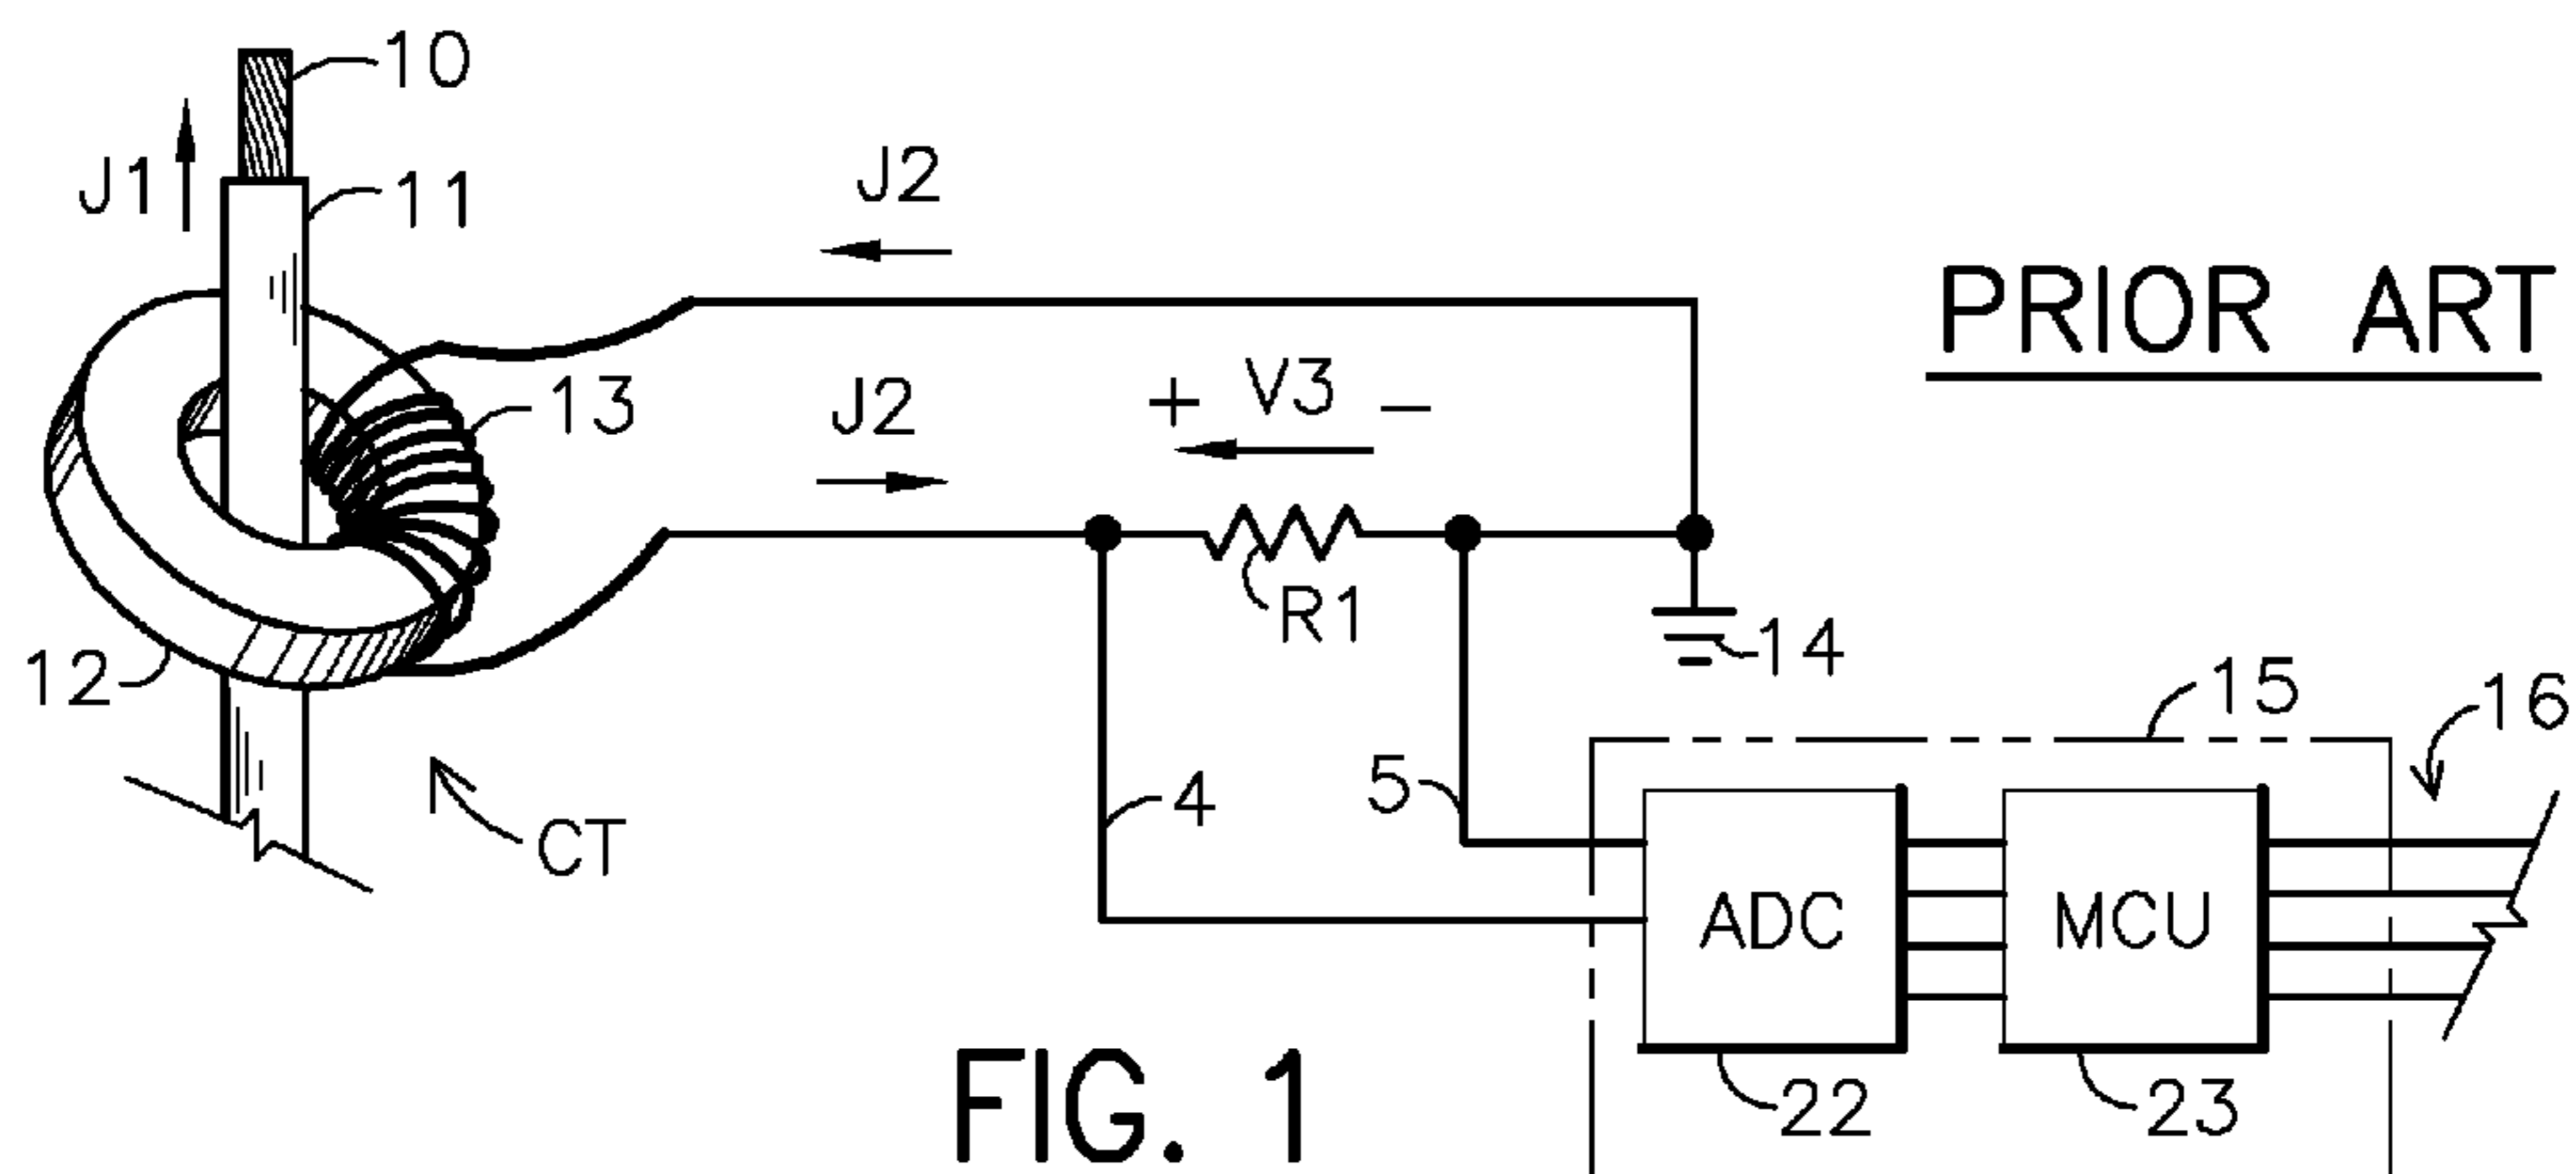 10
J1
11
J2
PRIOR ART
13
J2
+ V3 −
R1
14
12
15
16
5
4
CT
ADC
MCU
22
23
FIG. 1